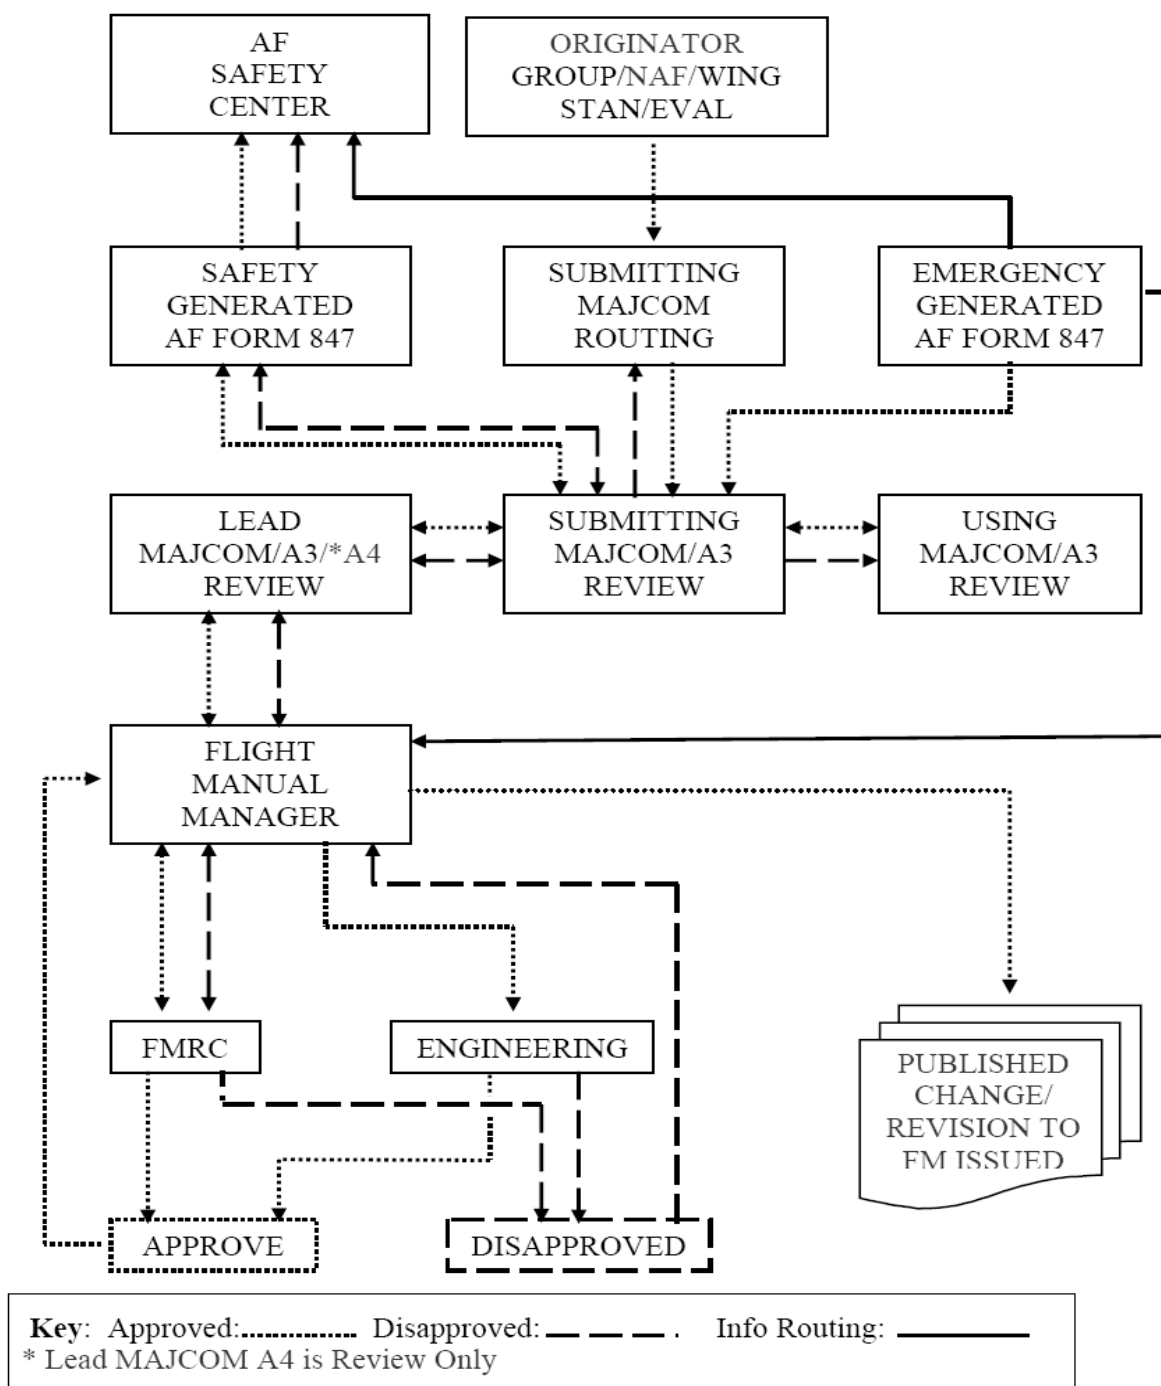 AF
SAFETY
CENTER
ORIGINATOR
GROUP/NAF/WING
STAN/EVAL
SAFETY
GENERATED
AF FORM 847
SUBMITTING
MAJCOM
ROUTING
EMERGENCY
GENERATED
AF FORM 847
LEAD
MAJCOM/A3/*A4
REVIEW
SUBMITTING
MAJCOM/A3
REVIEW
USING
MAJCOM/A3
REVIEW
FLIGHT
MANUAL
MANAGER
FMRC
ENGINEERING
PUBLISHED
CHANGE/
REVISION TO
FM ISSUED
APPROVE
DISAPPROVED
Key: Approved: Disapproved: Info Routing:
* Lead MAJCOM A4 is Review Only